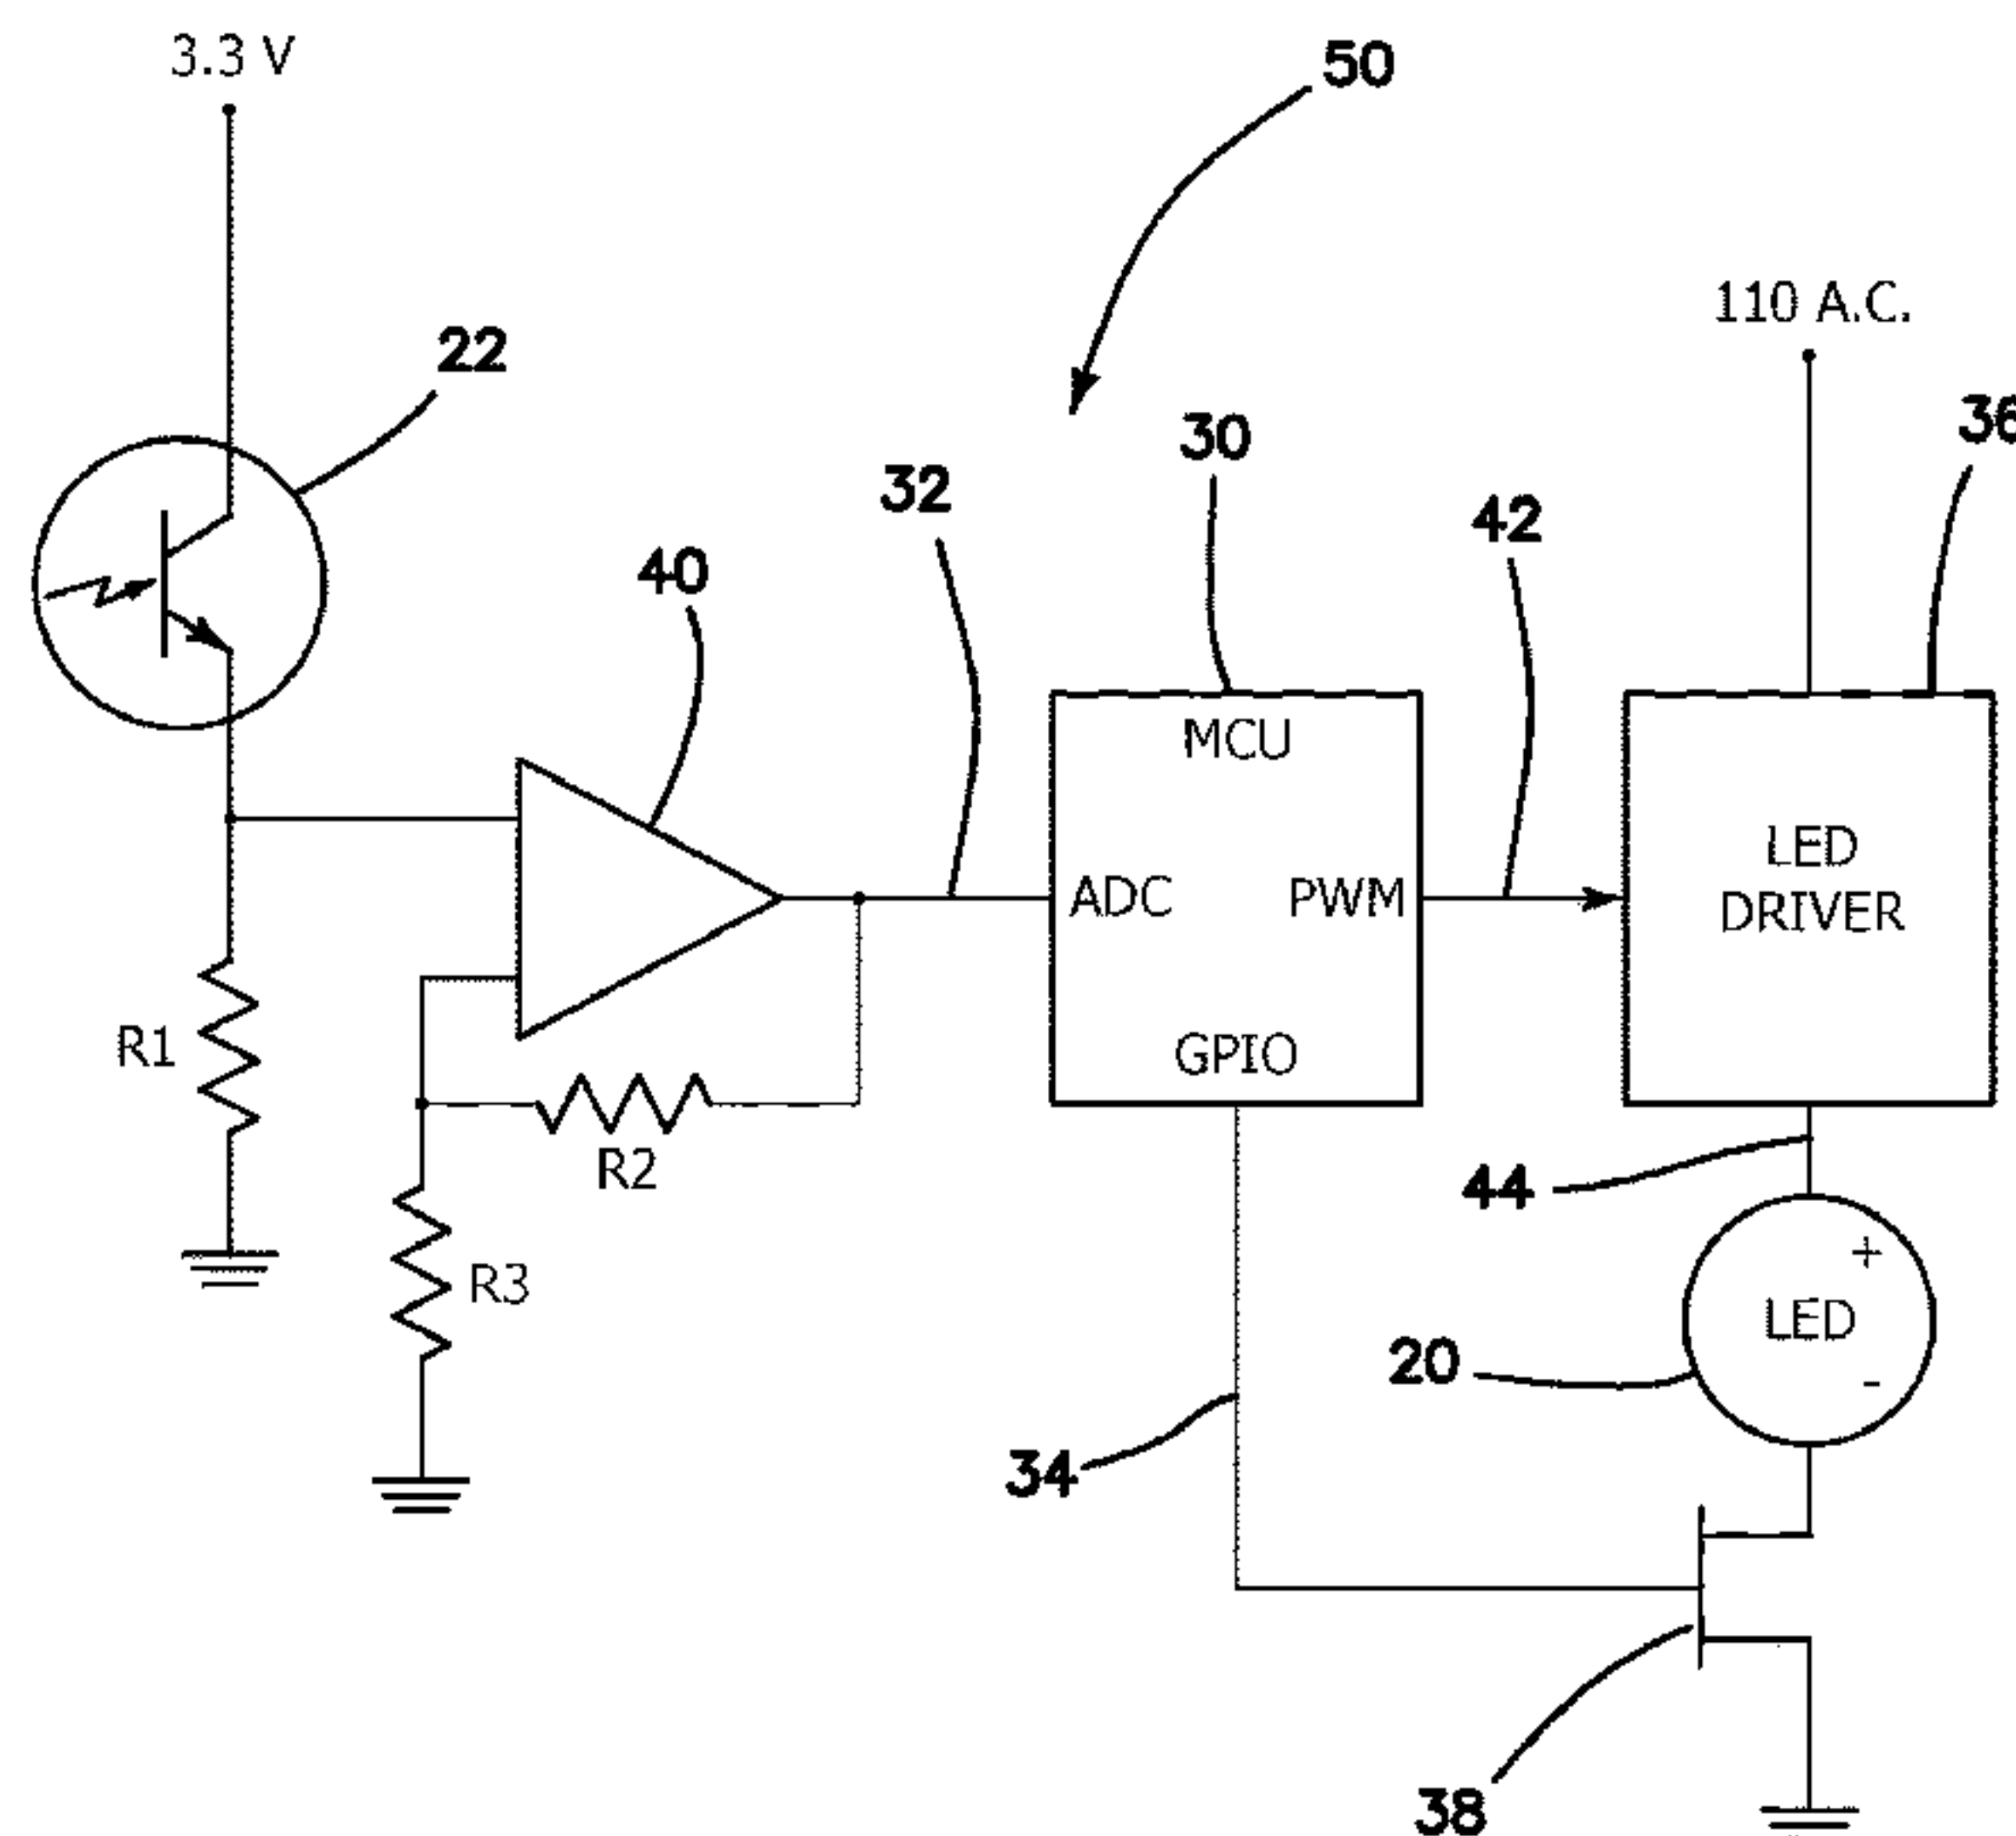 3.3 V
50
110 A.C.
22
30
36
32
42
40
MCU
LED
DRIVER
ADC
PWM
R1
GPIO
R2
44
R3
+
LED
20
-
34
38